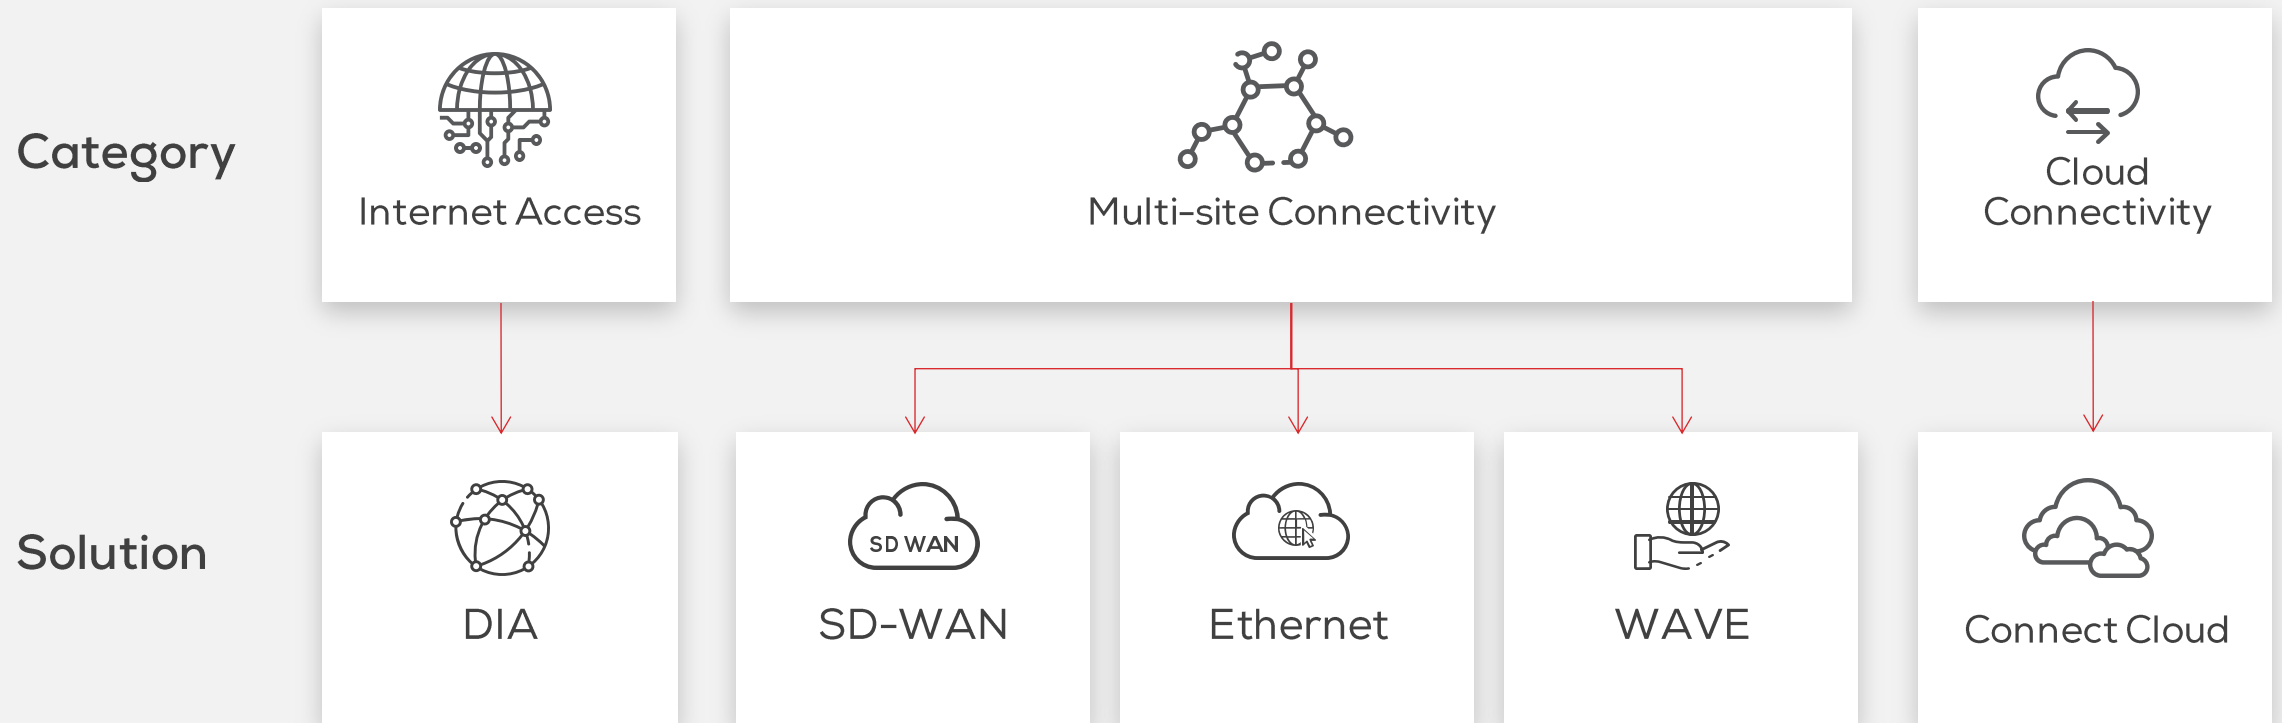 Category
Internet Access
Multi-site Connectivity
Cloud
Connectivity
Solution
SD WAN
DIA
SD-WAN
Ethernet
WAVE
Connect Cloud